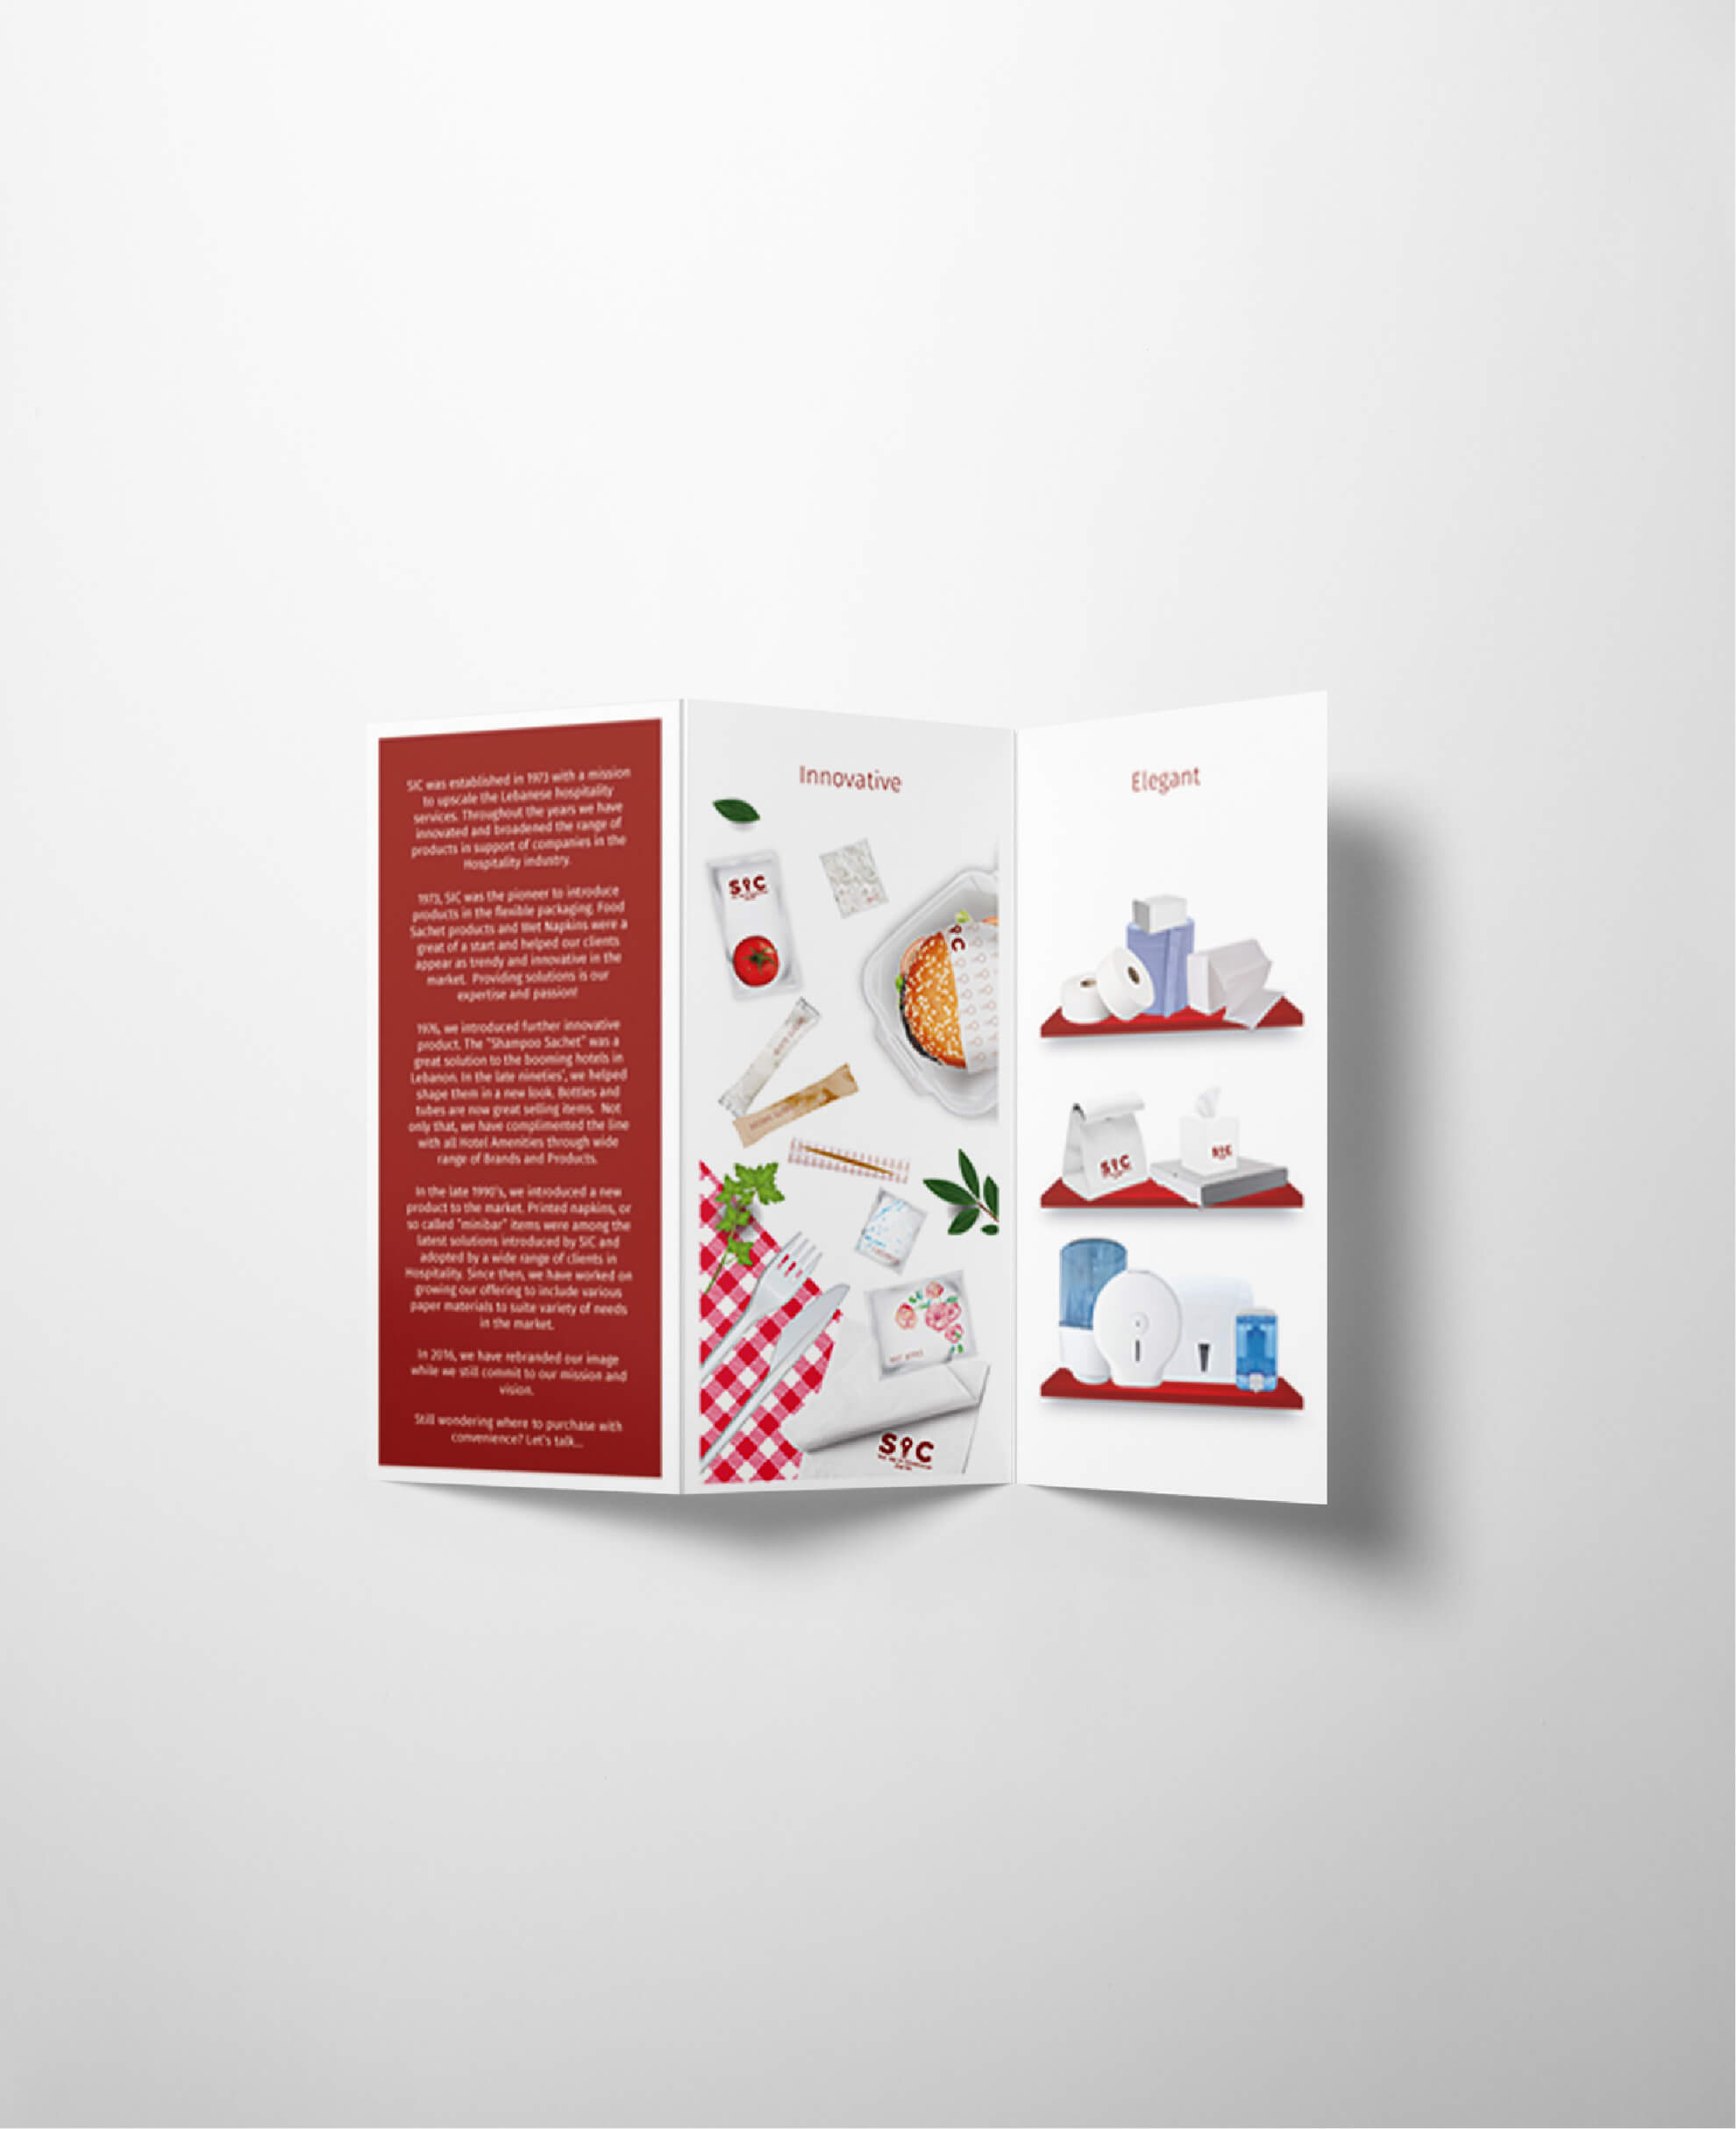 SIC was established in 1973 with a mission
to upscale the Lebanese hospitality
services. Throughout the years we have
innovated and broadened the range of
products in support of companies in the
Hospitality industry.
1973, SIC was the pioneer to introduce
products in the flexible packaging. Food
Sachet products and Wet Napkins were a
great of a start and helped our clients
appear as trendy and innovative in the
market. Providing solutions is our
expertise and passion!
1976, we introduced further innovative
product. The "Shampoo Sachet" was a
great solution to the booming hotels in
Lebanon. In the late nineties', we helped
shape them in a new look. Bottles and
tubes are now great selling items. Not
only that, we have complimented the line
with all Hotel Amenities through wide
range of Brands and Products.
In the late 1990's, we introduced a new
product to the market. Printed napkins, or
so called "minibar" items were among the
latest solutions introduced by SIC and
adopted by a wide range of clients in
Hospitality. Since then, we have worked on
growing our offering to include various
paper materials to suite variety of needs
in the market.
In 2016, we have rebranded our image
while we still commit to our mission and
vision.
Still wondering where to purchase with
convenience? Let's talk...
Innovative
SIC
SIC
Elegant
SIC
SIC